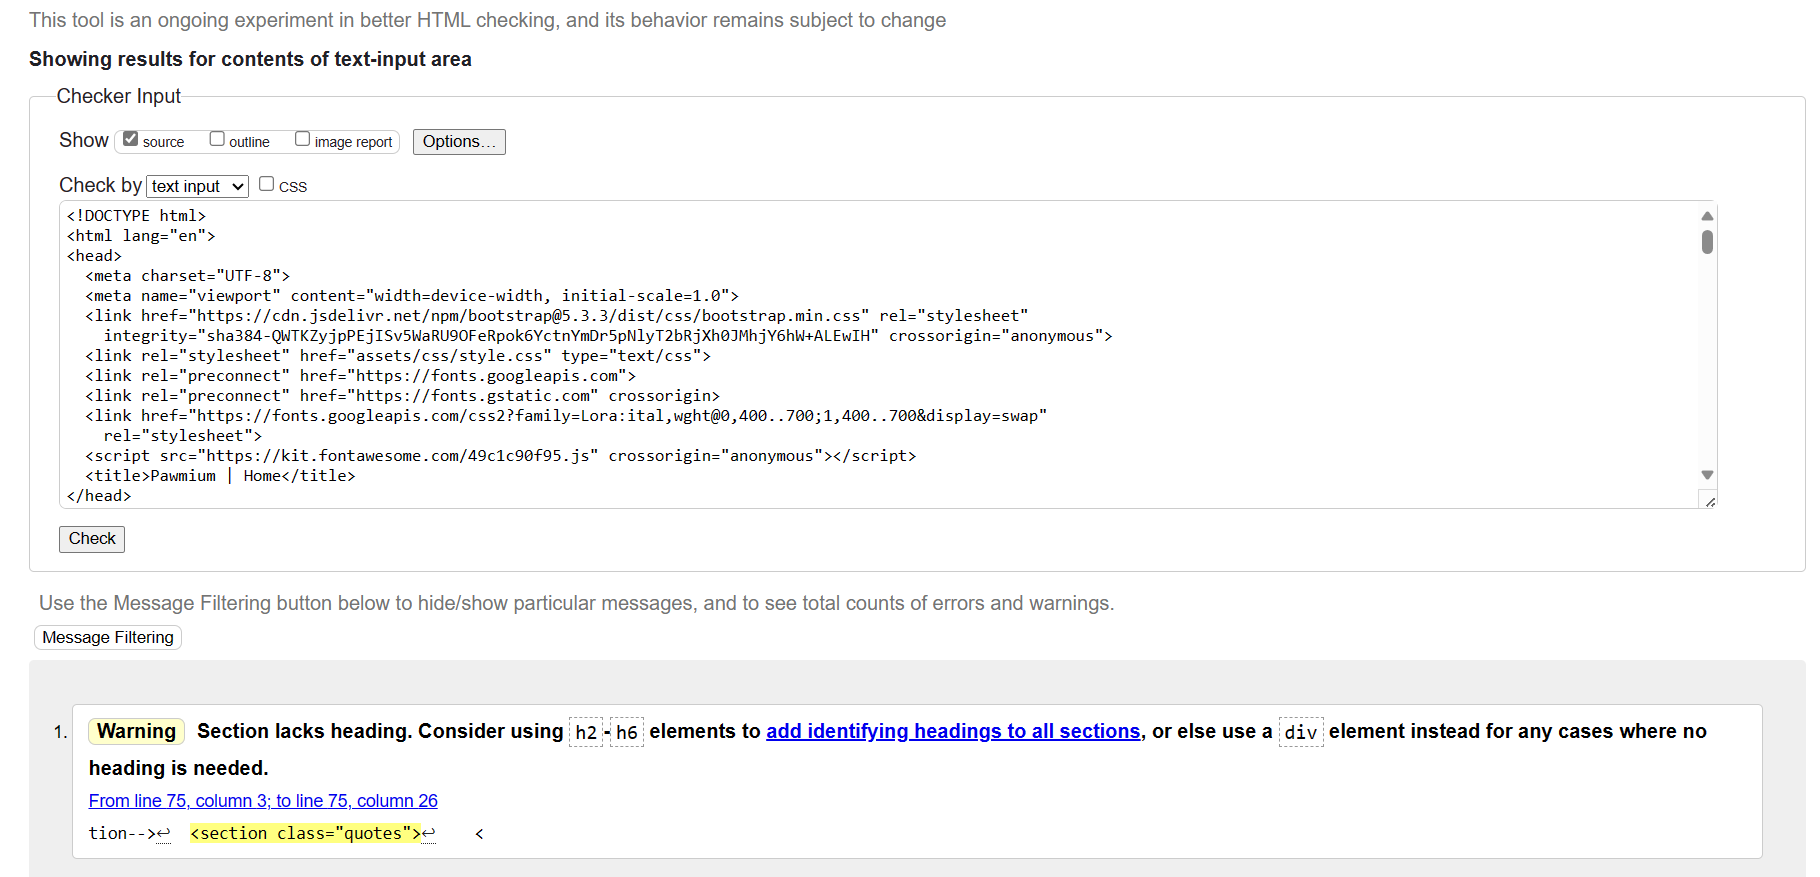 This tool is an ongoing experiment in better HTML checking, and its behavior remains subject to change
Showing results for contents of text-input area
Checker Input
Show source outline image report Options...
Check by text input CSS
<!DOCTYPE html>
<html lang="en">
<head>
<meta charset="UTF-8">
<meta name="viewport" content="width=device-width, initial-scale=1.0">
<link href="https://cdn.jsdelivr.net/npm/bootstrap@5.3.3/dist/css/bootstrap.min.css" rel="stylesheet"
integrity="sha384-QWTKZyjpPEjISv5WaRU9OFeRpok6YctnYmDr5pNlyT2bRjXh0JMhjY6hW+ALEwIH" crossorigin="anonymous">
<link rel="stylesheet" href="assets/css/style.css" type="text/css">
<link rel="preconnect" href="https://fonts.googleapis.com">
<link rel="preconnect" href="https://fonts.gstatic.com" crossorigin>
<link href="https://fonts.googleapis.com/css2?family=Lora:ital,wght@0,400..700;1,400..700&display=swap"
rel="stylesheet">
<script src="https://kit.fontawesome.com/49c1c90f95.js" crossorigin="anonymous"></script>
<title>Pawmium | Home</title>
</head>
Check
Use the Message Filtering button below to hide/show particular messages, and to see total counts of errors and warnings.
Message Filtering
1. Warning Section lacks heading. Consider using h2-h6 elements to add identifying headings to all sections, or else use a div element instead for any cases where no
heading is needed.
From line 75, column 3; to line 75, column 26
tion-->↩ <section class="quotes">↩ <